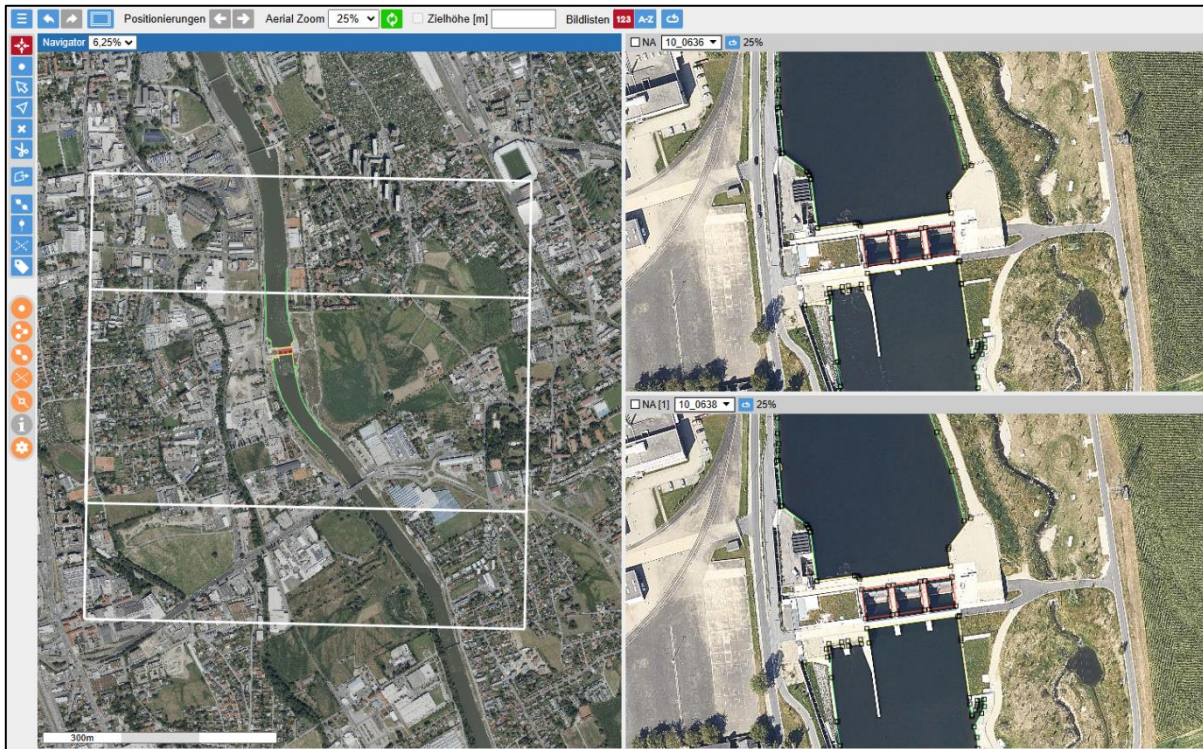 Positionierungen Aerial Zoom 25% Zielhöhe [m] Bildlisten 123 A-Z
Navigator 6,25%
NA 10_0636 25%
NA [1] 10_0638 25%
300m